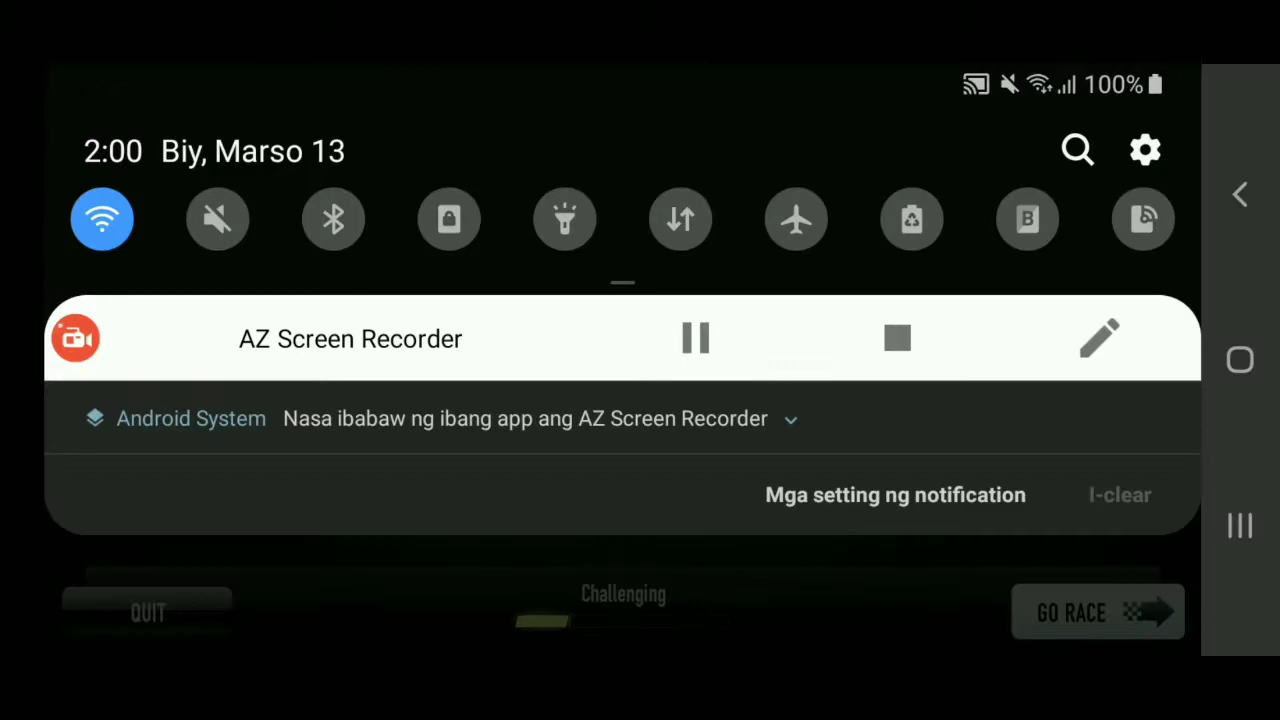 100%
2:00 Biy, Marso 13
AZ Screen Recorder
Android System Nasa ibabaw ng ibang app ang AZ Screen Recorder
Mga setting ng notification I-clear
Challenging
QUIT
GO RACE